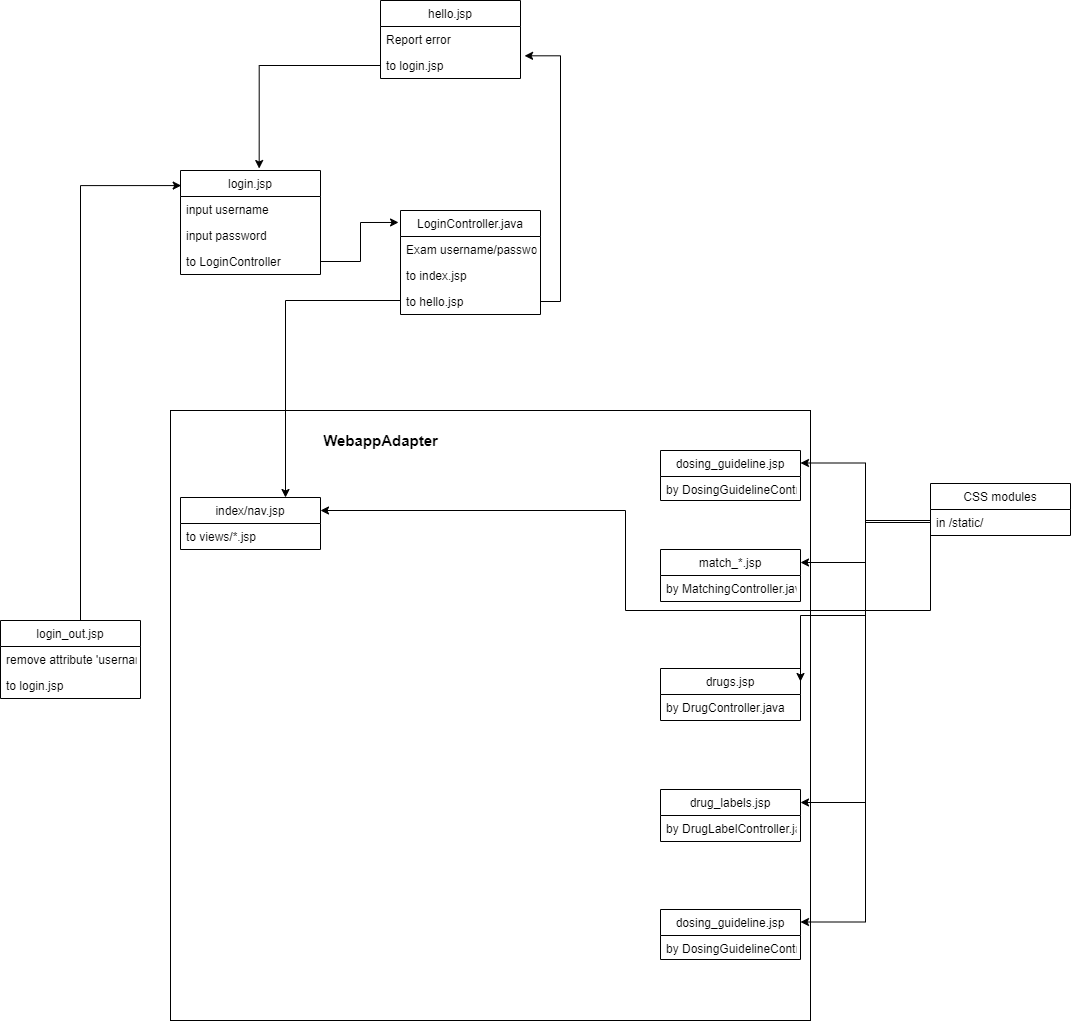 hello.jsp
Report error
to login.jsp
login.jsp
input username
input password
to LoginController
LoginController.java
Exam username/passwo
to index.jsp
to hello.jsp
WebappAdapter
dosing_guideline.jsp
by DosingGuidelineCont
CSS modules
in /static/
index/nav.jsp
to views/*.jsp
match_*.jsp
by MatchingController.jav
login_out.jsp
remove attribute 'userna
to login.jsp
drugs.jsp
by DrugController.java
drug_labels.jsp
by DrugLabelController.ja
dosing_guideline.jsp
by DosingGuidelineCont